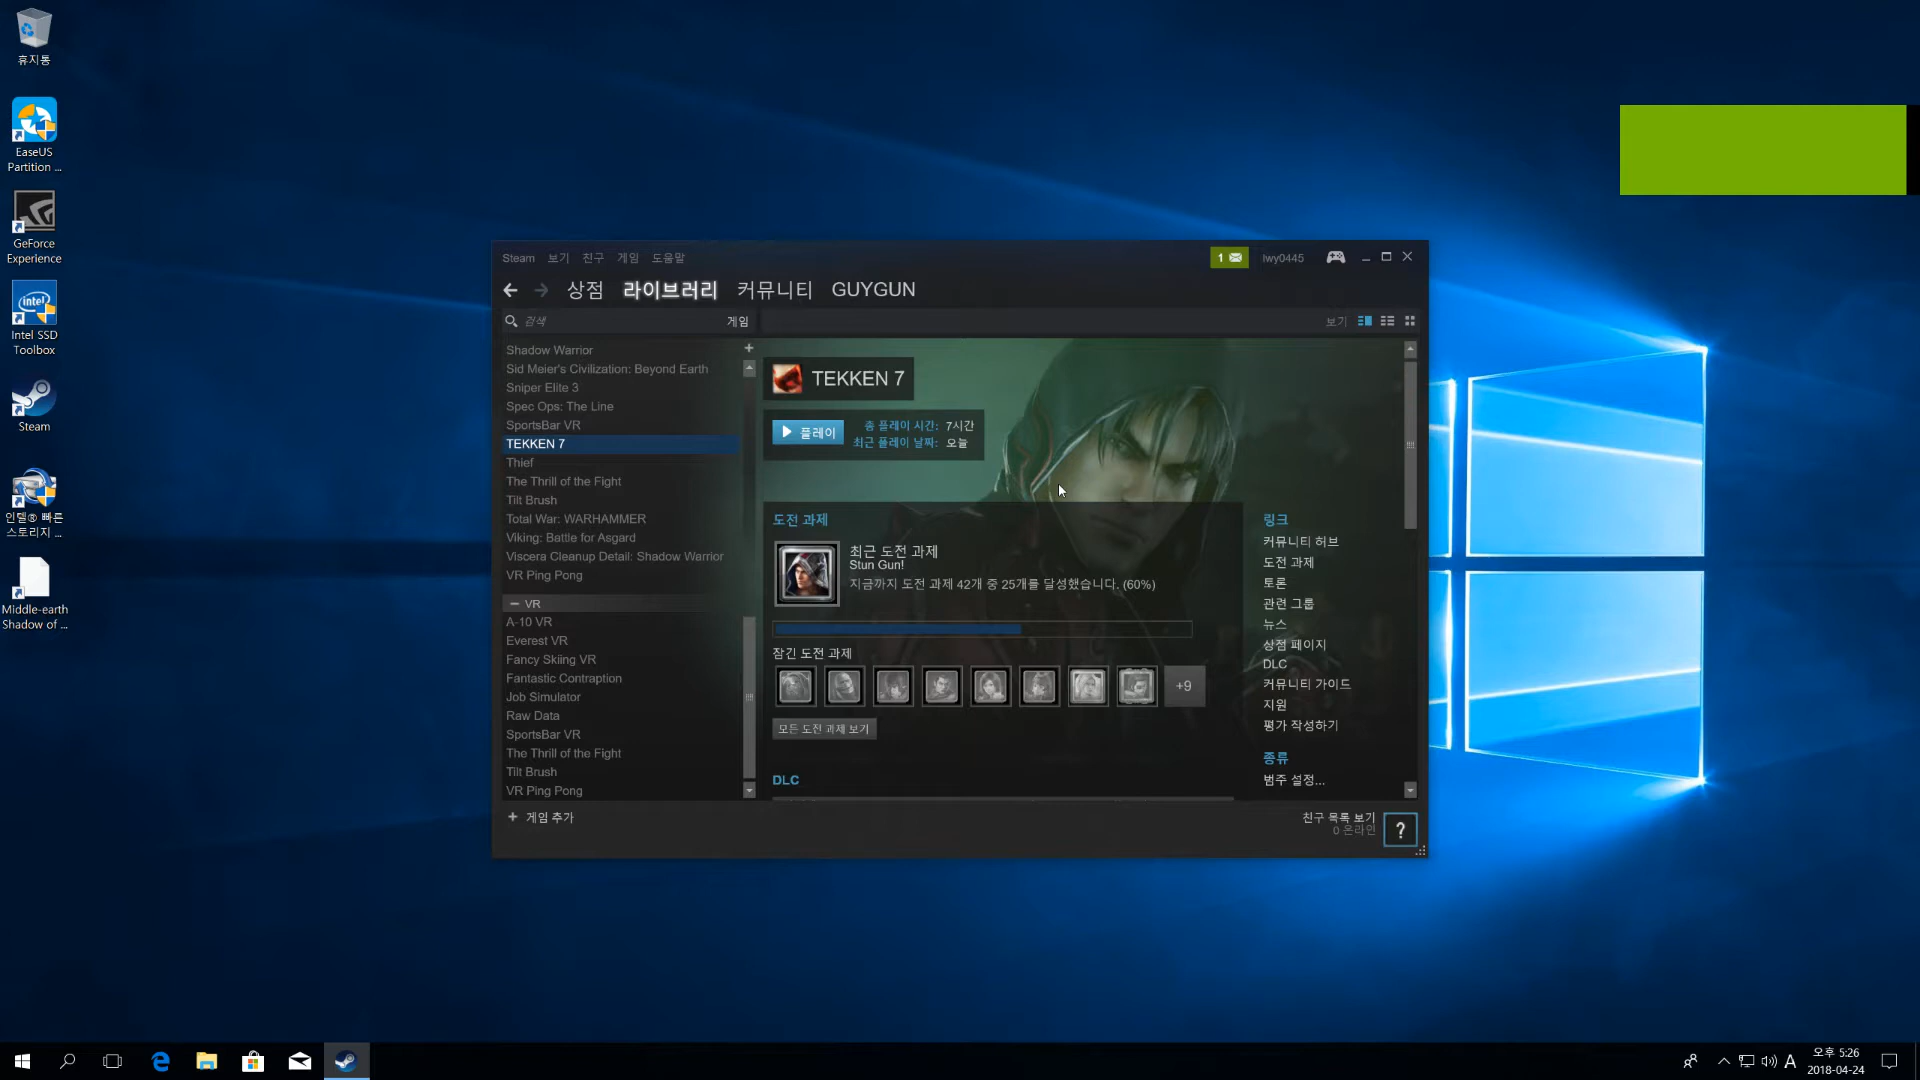 휴지통
EaseUS
Partition ...
GeForce
Experience
intel
Intel SSD
Toolbox
Steam
인텔® 빠른
스토리지 ...
Middle-earth
Shadow of ...
Steam 보기 친구 게임 도움말
1
lwy0445
상점 라이브러리 커뮤니티 GUYGUN
검색
게임
보기
Shadow Warrior
Sid Meier's Civilization: Beyond Earth
Sniper Elite 3
Spec Ops: The Line
SportsBar VR
TEKKEN 7
Thief
The Thrill of the Fight
Tilt Brush
Total War: WARHAMMER
Viking: Battle for Asgard
Viscera Cleanup Detail: Shadow Warrior
VR Ping Pong
VR
A-10 VR
Everest VR
Fancy Skiing VR
Fantastic Contraption
Job Simulator
Raw Data
SportsBar VR
The Thrill of the Fight
Tilt Brush
VR Ping Pong
+ 게임 추가
TEKKEN 7
플레이
총 플레이 시간: 7시간
최근 플레이 날짜: 오늘
도전 과제
최근 도전 과제
Stun Gun!
지금까지 도전 과제 42개 중 25개를 달성했습니다. (60%)
잠긴 도전 과제
+9
모든 도전 과제 보기
DLC
링크
커뮤니티 허브
도전 과제
토론
관련 그룹
뉴스
상점 페이지
DLC
커뮤니티 가이드
지원
평가 작성하기
종류
범주 설정...
친구 목록 보기
0 온라인
?
A
오후 5:26
2018-04-24